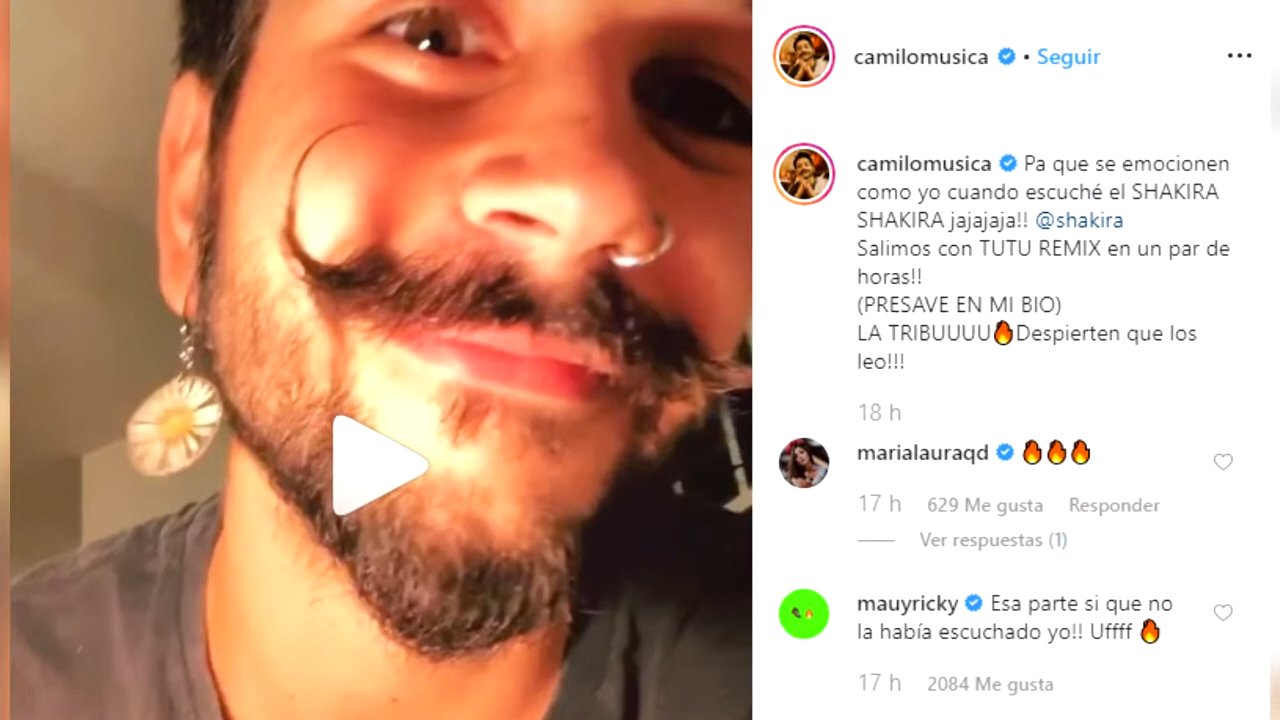 camilomusica • Seguir
camilomusica Pa que se emocionen
como yo cuando escuché el SHAKIRA
SHAKIRA jajajaja!! @shakira
Salimos con TUTU REMIX en un par de
horas!!
(PRESAVE EN MI BIO)
LA TRIBUUUU🔥Despierten que los
leo!!!
18 h
marialauraqd 🔥🔥🔥
17 h 629 Me gusta Responder
Ver respuestas (1)
mauyricky Esa parte si que no
la había escuchado yo!! Uffff 🔥
17 h 2084 Me gusta